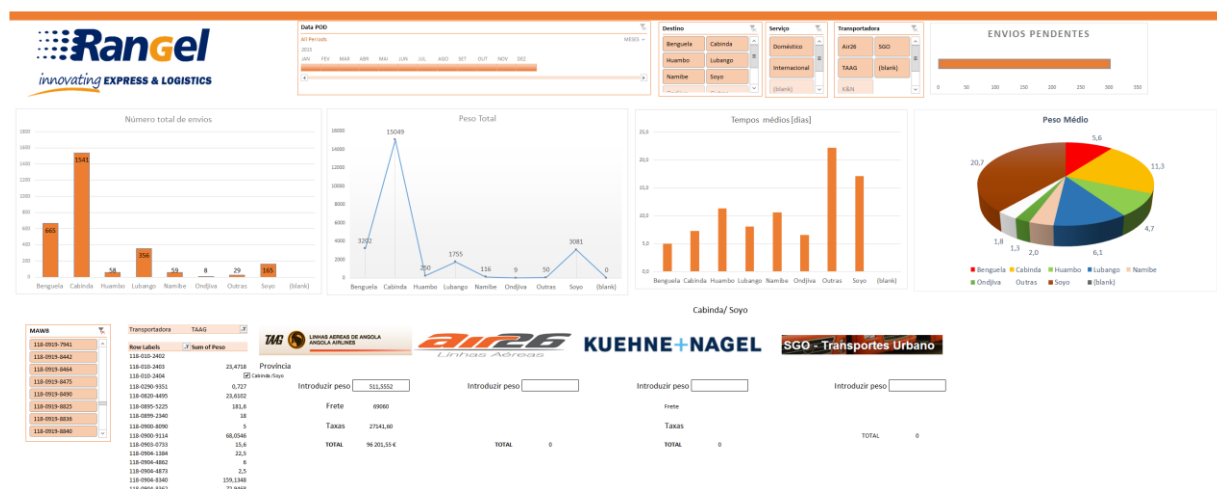 Rangel
innovating EXPRESS & LOGISTICS
Data POD
All Periods
MESES
2015
JAN FEV MAR ABR MAI JUN JUL AGO SET OUT NOV DEZ
Destino
Benguela Cabinda
Huambo Lubango
Namibe Soyo
Ondjiva Outras
Serviço
Doméstico
Internacional
(blank)
Transportadora
Air26 SGO
TAAG (blank)
K&N
ENVIOS PENDENTES
0 50 100 150 200 250 300 350
Número total de envios
1800
1600
1400
1200
1000
800
600
400
200
0
665 1541 58 356 59 8 29 165
Benguela Cabinda Huambo Lubango Namibe Ondjiva Outras Soyo (blank)
Peso Total
16000
14000
12000
10000
8000
6000
4000
2000
0
3202 15049 250 1755 116 9 50 3081 0
Benguela Cabinda Huambo Lubango Namibe Ondjiva Outras Soyo (blank)
Tempos médios[dias]
25,0
20,0
15,0
10,0
5,0
0,0
Benguela Cabinda Huambo Lubango Namibe Ondjiva Outras Soyo (blank)
Peso Médio
5,6
11,3
4,7
6,1
2,0
1,3
1,8
20,7
Benguela Cabinda Huambo Lubango Namibe
Ondjiva Outras Soyo (blank)
Cabinda/ Soyo
MAWB
118-0919-7941
118-0919-8442
118-0919-8464
118-0919-8475
118-0919-8490
118-0919-8825
118-0919-8836
118-0919-8840
Transportadora TAAG
Row Labels Sum of Peso
118-010-2402
118-010-2403 23,4718
118-010-2404
118-0290-9351 0,727
118-0820-4495 23,6102
118-0895-5225 181,6
118-0899-2340 18
118-0900-8090 5
118-0900-9114 68,0546
118-0903-0733 15,6
118-0904-1384 22,5
118-0904-4862 6
118-0904-4873 2,5
118-0904-8340 159,1348
TAAG LINHAS AEREAS DE ANGOLA
ANGOLA AIRLINES
air26
Linhas Aéreas
KUEHNE+NAGEL
SGO - Transportes Urbano
Província
Cabinda/Soyo
Introduzir peso 511,5552
Frete 69060
Taxas 27141,60
TOTAL 96 201,55 €
Introduzir peso
TOTAL 0
Introduzir peso
Frete
Taxas
TOTAL 0
Introduzir peso
TOTAL 0